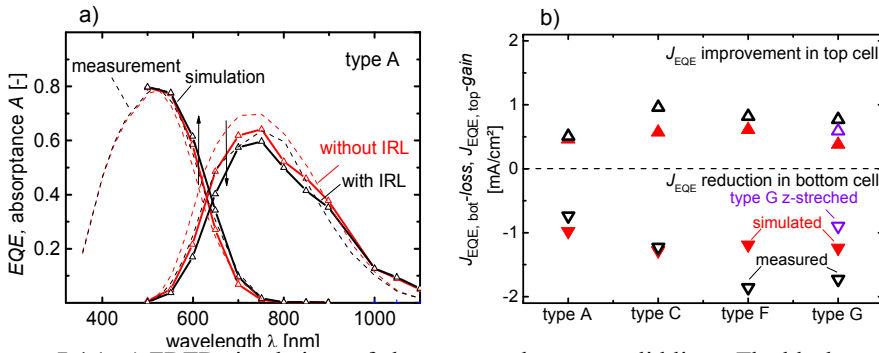 a)
type A
measurement
simulation
without IRL
with IRL
EQE, absorptance A [-]
0.8
0.6
0.4
0.2
400 600 800 1000
wavelength λ [nm]
b)
J_EQE improvement in top cell
J_EQE reduction in bottom cell
type G z-streched
simulated
measured
J_EQE, bot-loss, J_EQE, top-gain
[mA/cm²]
2
1
0
-1
-2
type A type C type F type G